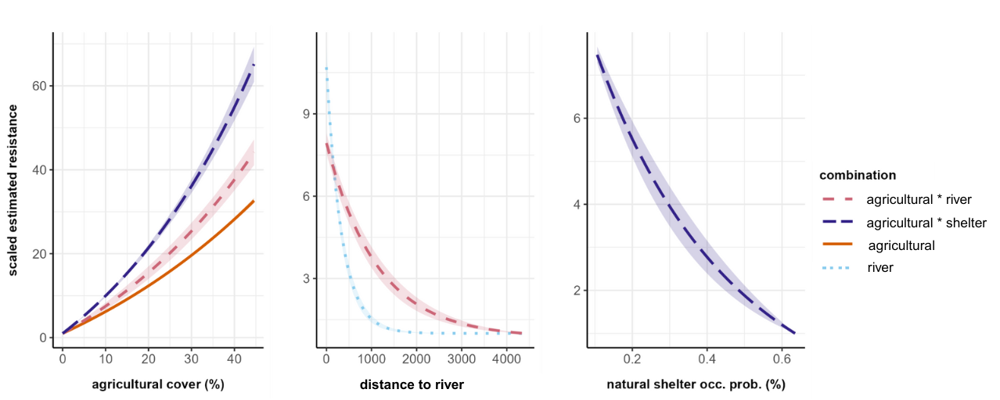 scaled estimated resistance
60
40
20
0
0 10 20 30 40
agricultural cover (%)
9
6
3
0 1000 2000 3000 4000
distance to river
6
4
2
0.2 0.4 0.6
natural shelter occ. prob. (%)
combination
agricultural * river
agricultural * shelter
agricultural
river